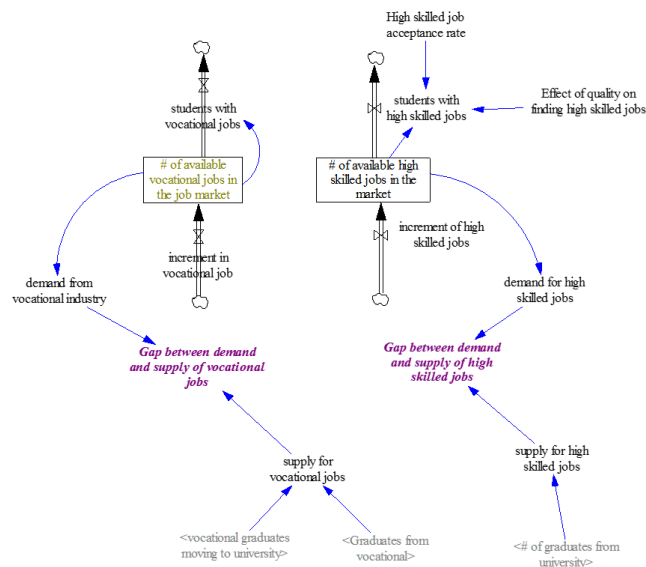 High skilled job
acceptance rate
students with
vocational jobs
students with
high skilled jobs
Effect of quality on
finding high skilled jobs
# of available
vocational jobs in
the job market
# of available high
skilled jobs in the
market
increment in
vocational job
increment of high
skilled jobs
demand from
vocational industry
demand for high
skilled jobs
Gap between demand
and supply of vocational
jobs
Gap between demand
and supply of high
skilled jobs
supply for
vocational jobs
supply for high
skilled jobs
<vocational graduates
moving to university>
<Graduates from
vocational>
<# of graduates from
university>